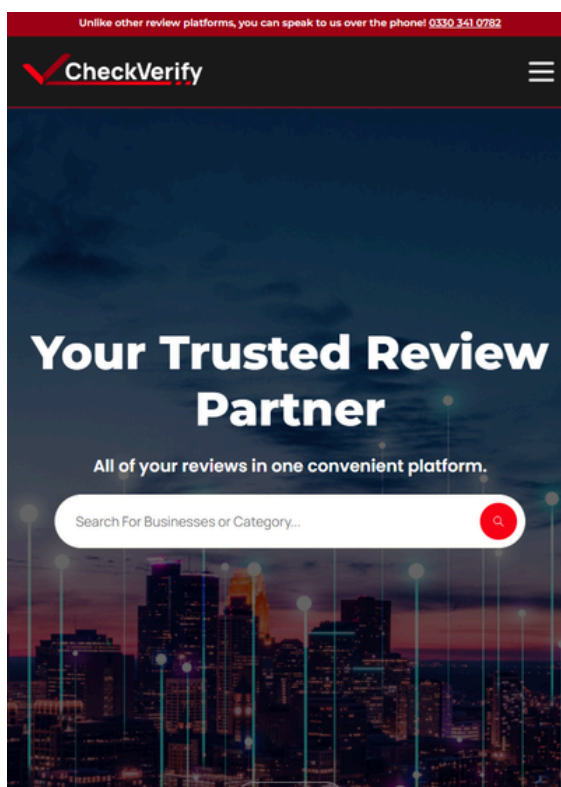 Unlike other review platforms, you can speak to us over the phone! 0330 341 0782
CheckVerify
Your Trusted Review
Partner
All of your reviews in one convenient platform.
Search For Businesses or Category...